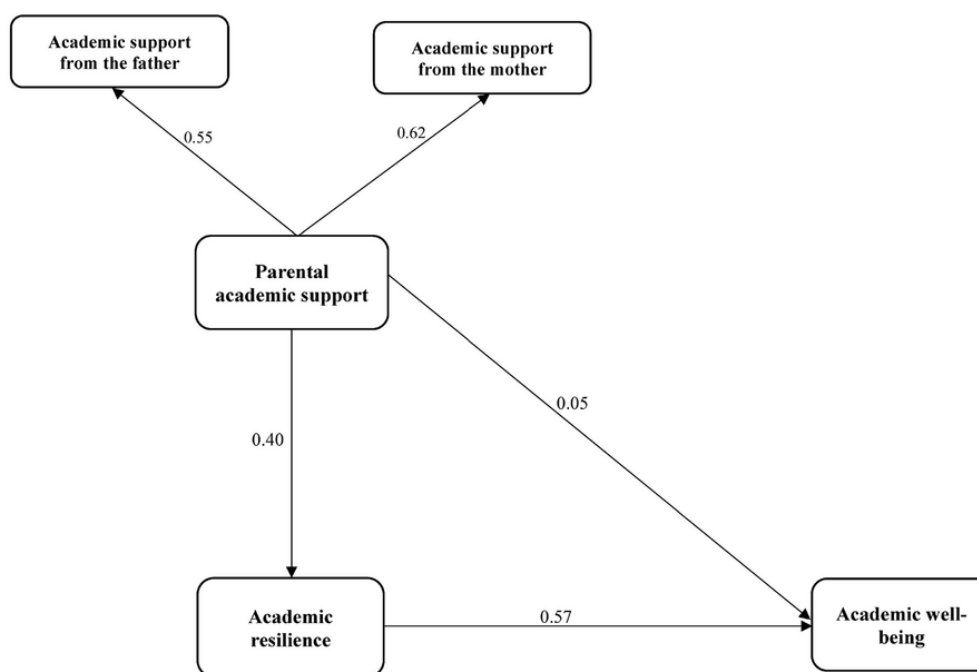 Academic support
from the father
Academic support
from the mother
0.55
0.62
Parental
academic support
0.05
0.40
Academic
resilience
0.57
Academic well-
being